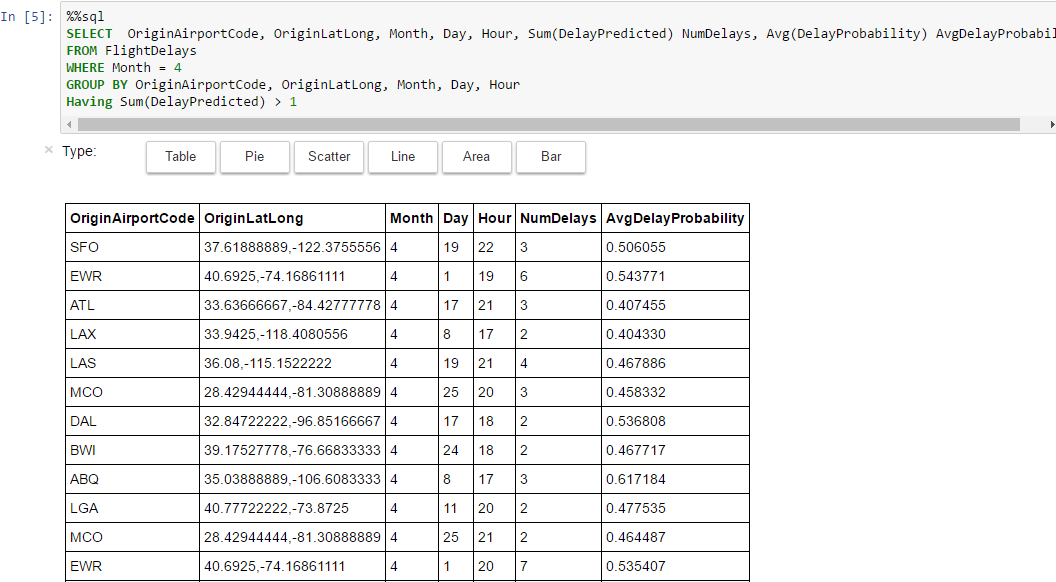 In [5]: %%sql
SELECT OriginAirportCode, OriginLatLong, Month, Day, Hour, Sum(DelayPredicted) NumDelays, Avg(DelayProbability)
FROM FlightDelays
WHERE Month = 4
GROUP BY OriginAirportCode, OriginLatLong, Month, Day, Hour
Having Sum(DelayPredicted) > 1
× Type: Table Pie Scatter Line Area Bar
OriginAirportCode OriginLatLong Month Day Hour NumDelays AvgDelayProbability
SFO 37.61888889,-122.3755556 4 19 22 3 0.506055
EWR 40.6925,-74.16861111 4 1 19 6 0.543771
ATL 33.63666667,-84.42777778 4 17 21 3 0.407455
LAX 33.9425,-118.4080556 4 8 17 2 0.404330
LAS 36.08,-115.1522222 4 19 21 4 0.467886
MCO 28.42944444,-81.30888889 4 25 20 3 0.458332
DAL 32.84722222,-96.85166667 4 17 18 2 0.536808
BWI 39.17527778,-76.66833333 4 24 18 2 0.467717
ABQ 35.03888889,-106.6083333 4 8 17 3 0.617184
LGA 40.77722222,-73.8725 4 11 20 2 0.477535
MCO 28.42944444,-81.30888889 4 25 21 2 0.464487
EWR 40.6925,-74.16861111 4 1 20 7 0.535407